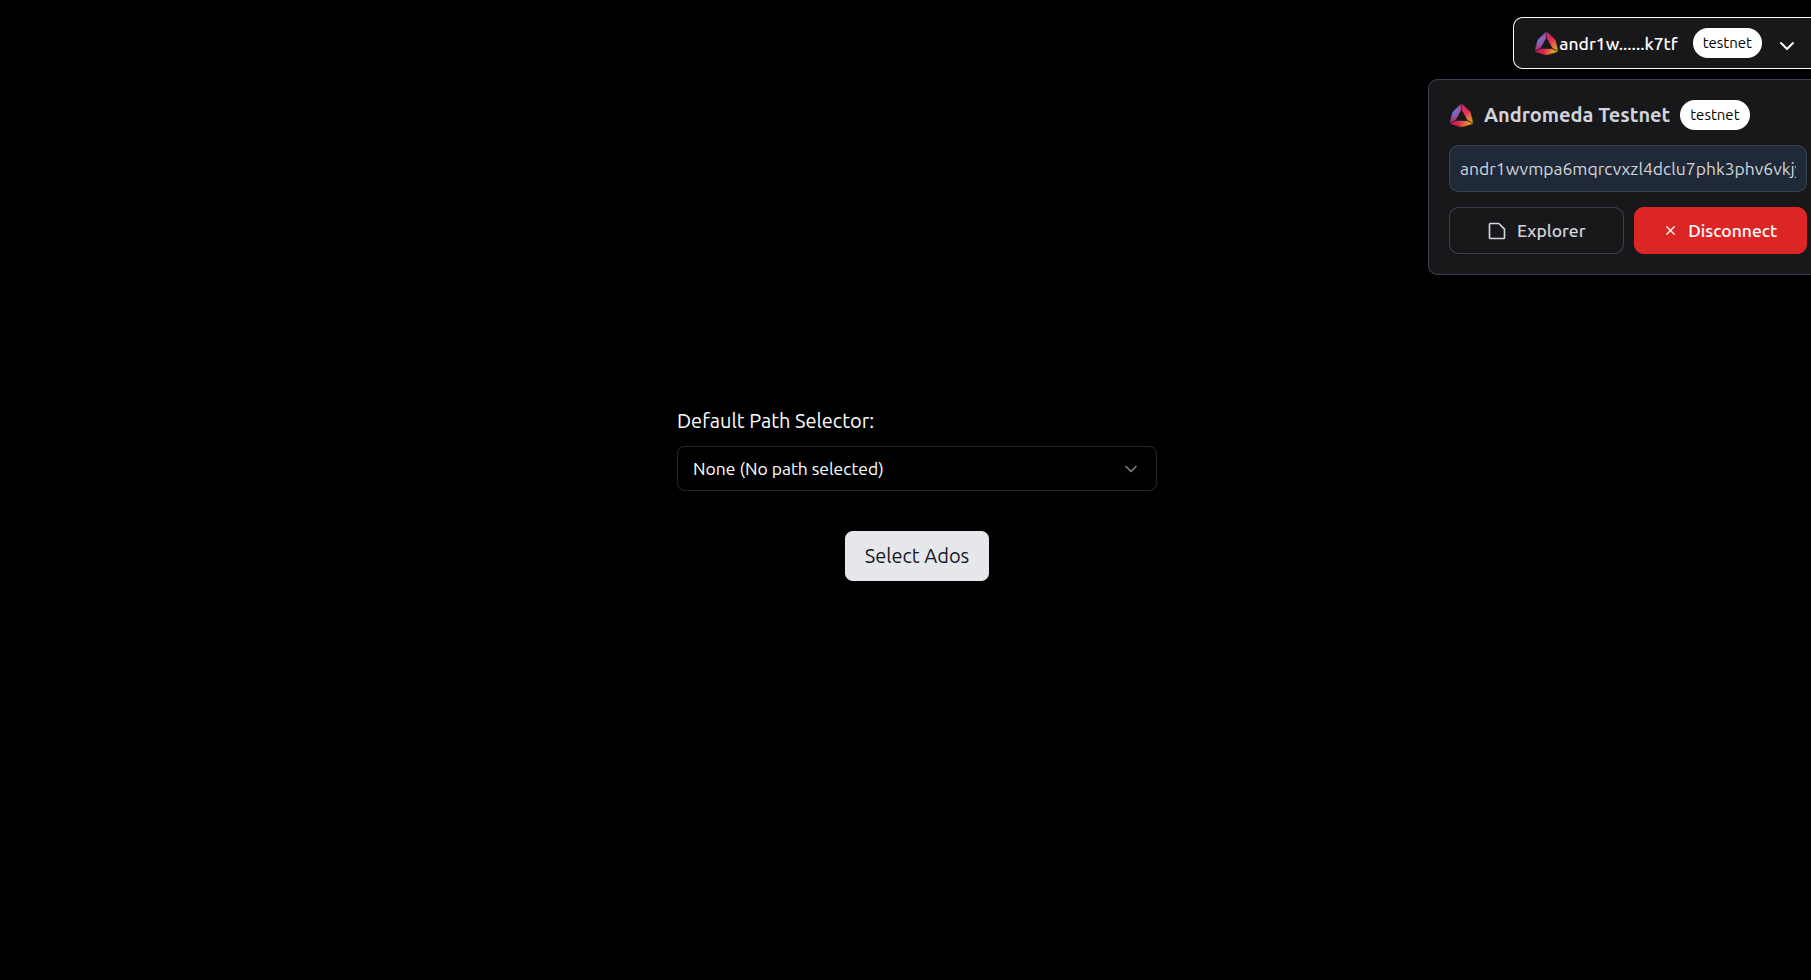 andr1w......k7tf testnet
Andromeda Testnet testnet
andr1wvmpa6mqrcvxzl4dclu7phk3phv6vkj
Explorer Disconnect
Default Path Selector:
None (No path selected)
Select Ados